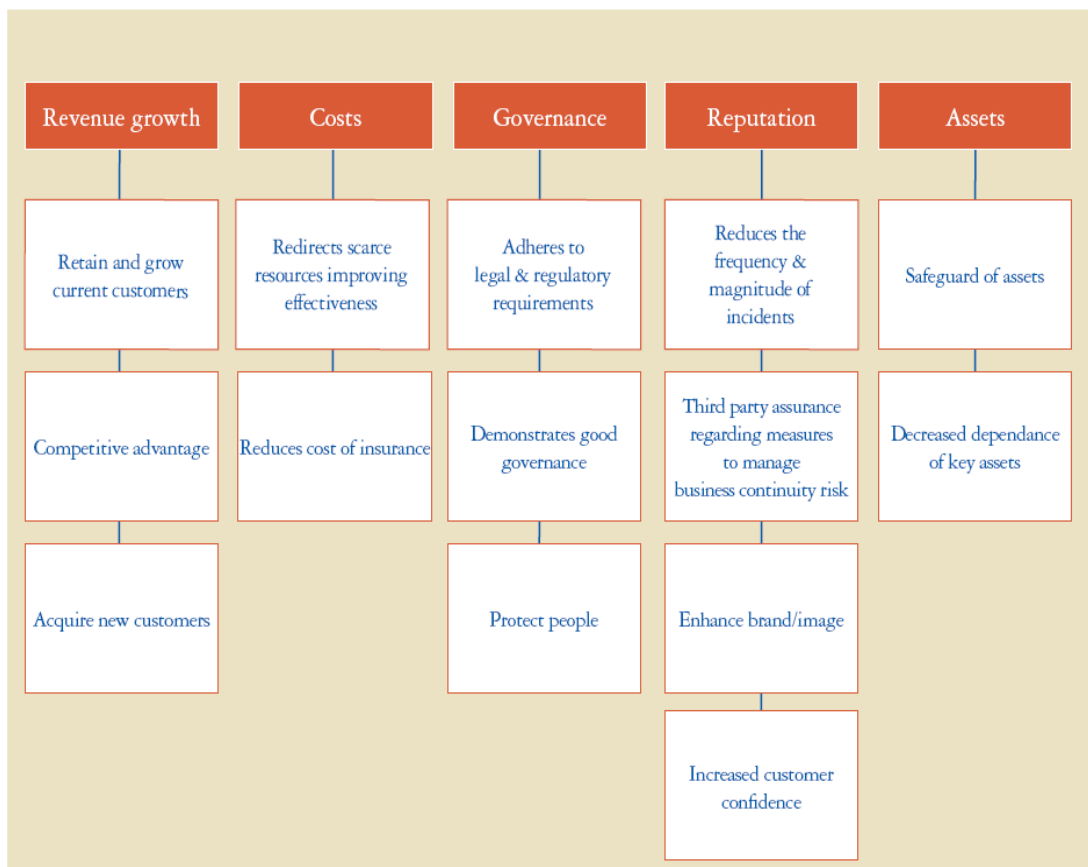 Revenue growth
Costs
Governance
Reputation
Assets
Retain and grow
current customers
Redirects scarce
resources improving
effectiveness
Adheres to
legal & regulatory
requirements
Reduces the
frequency &
magnitude of
incidents
Safeguard of assets
Competitive advantage
Reduces cost of insurance
Demonstrates good
governance
Third party assurance
regarding measures
to manage
business continuity risk
Decreased dependance
of key assets
Acquire new customers
Protect people
Enhance brand/image
Increased customer
confidence